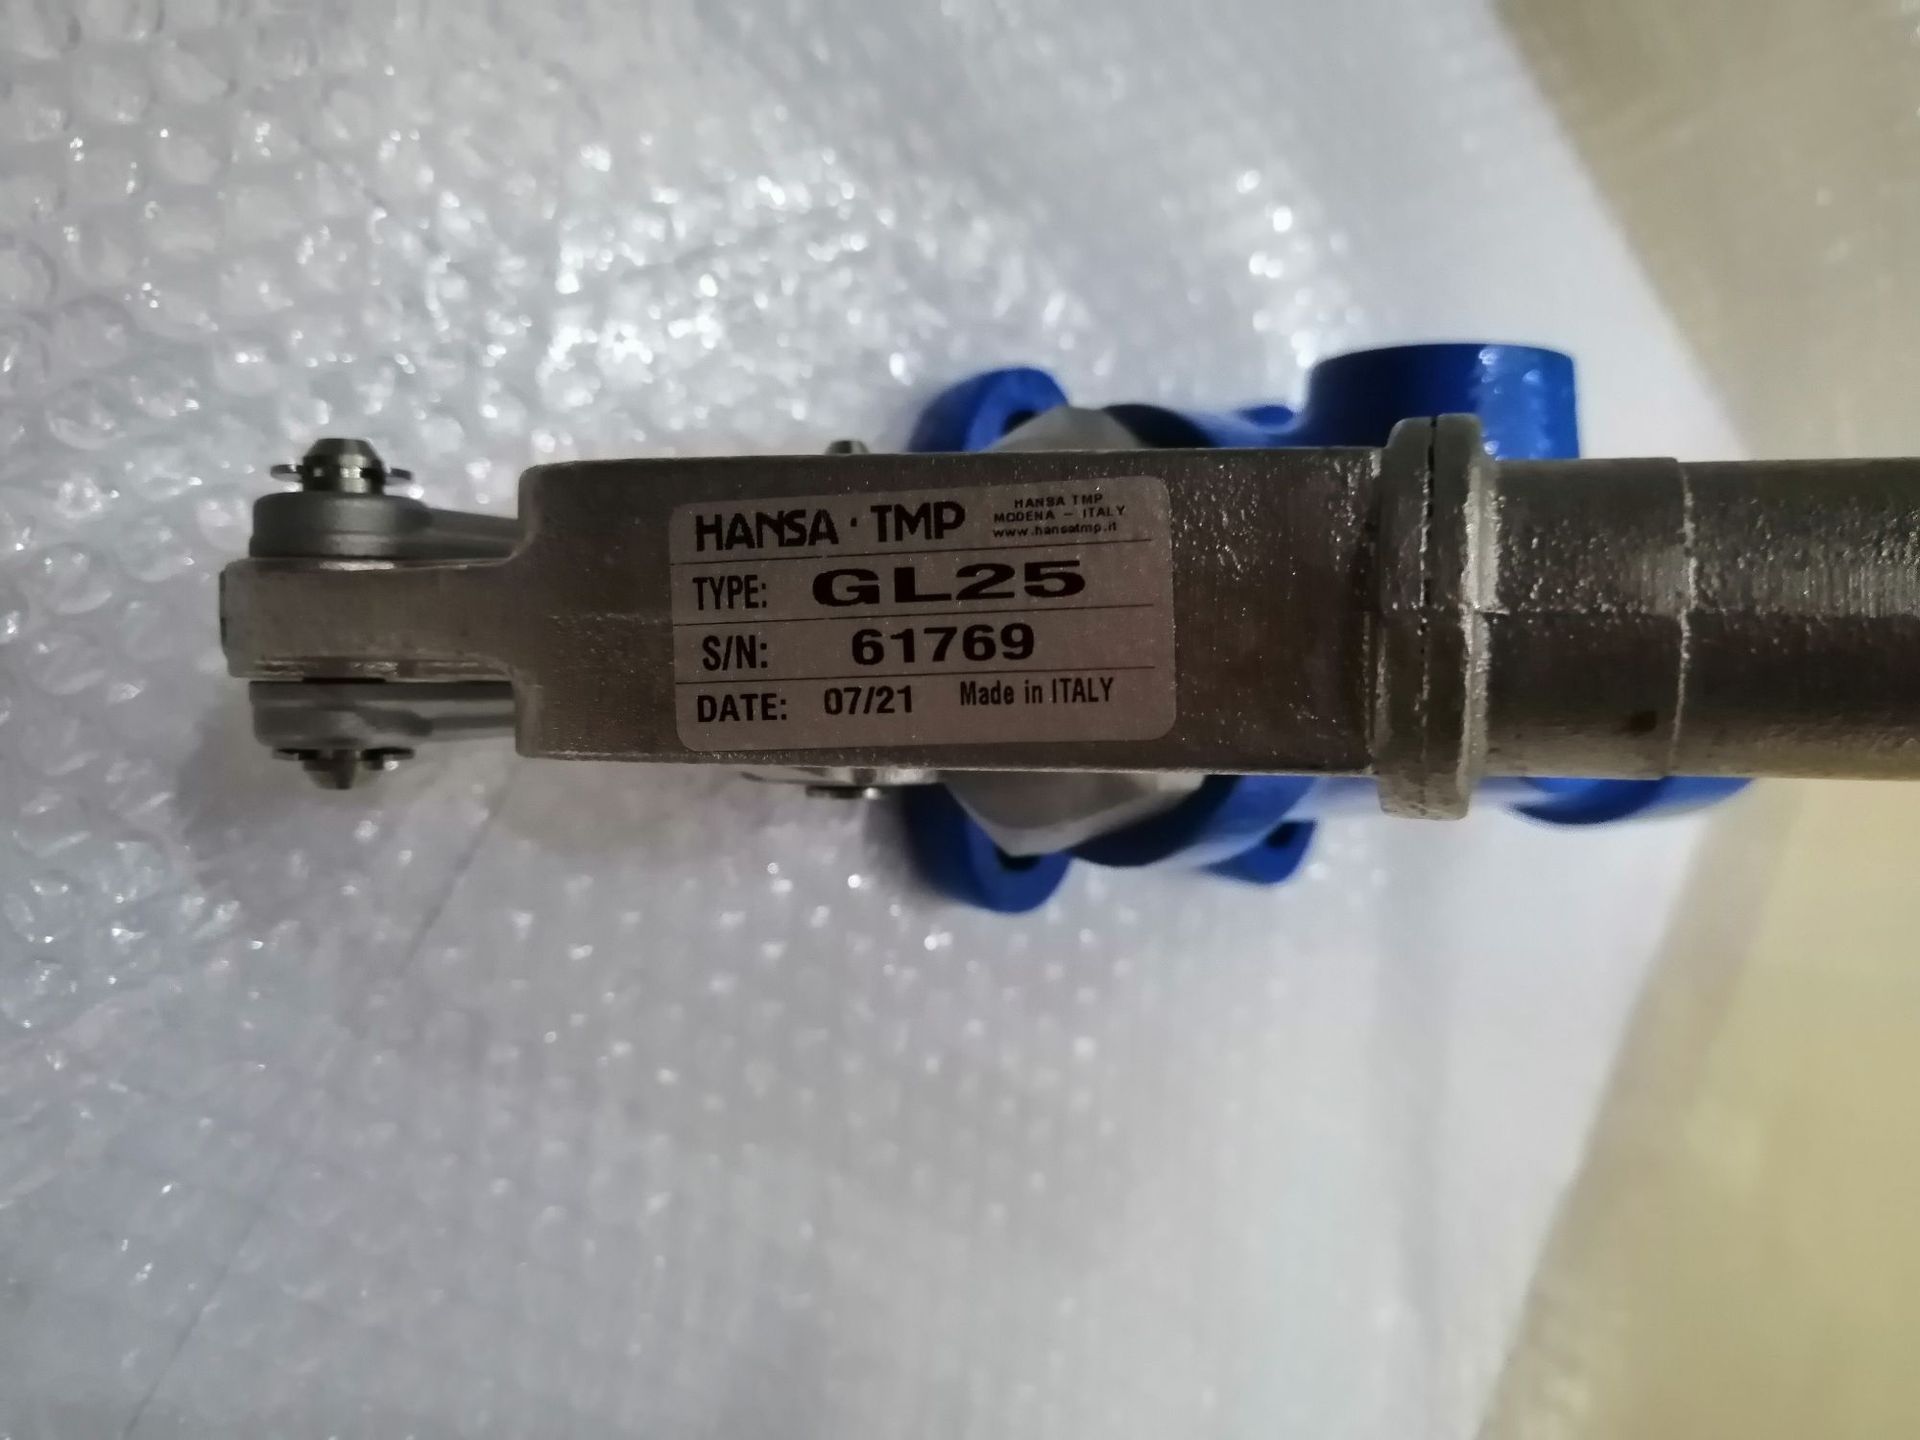 HANSA · TMP
HANSA TMP
MODENA - ITALY
www.hansatmp.it
TYPE: GL25
S/N: 61769
DATE: 07/21 Made in ITALY